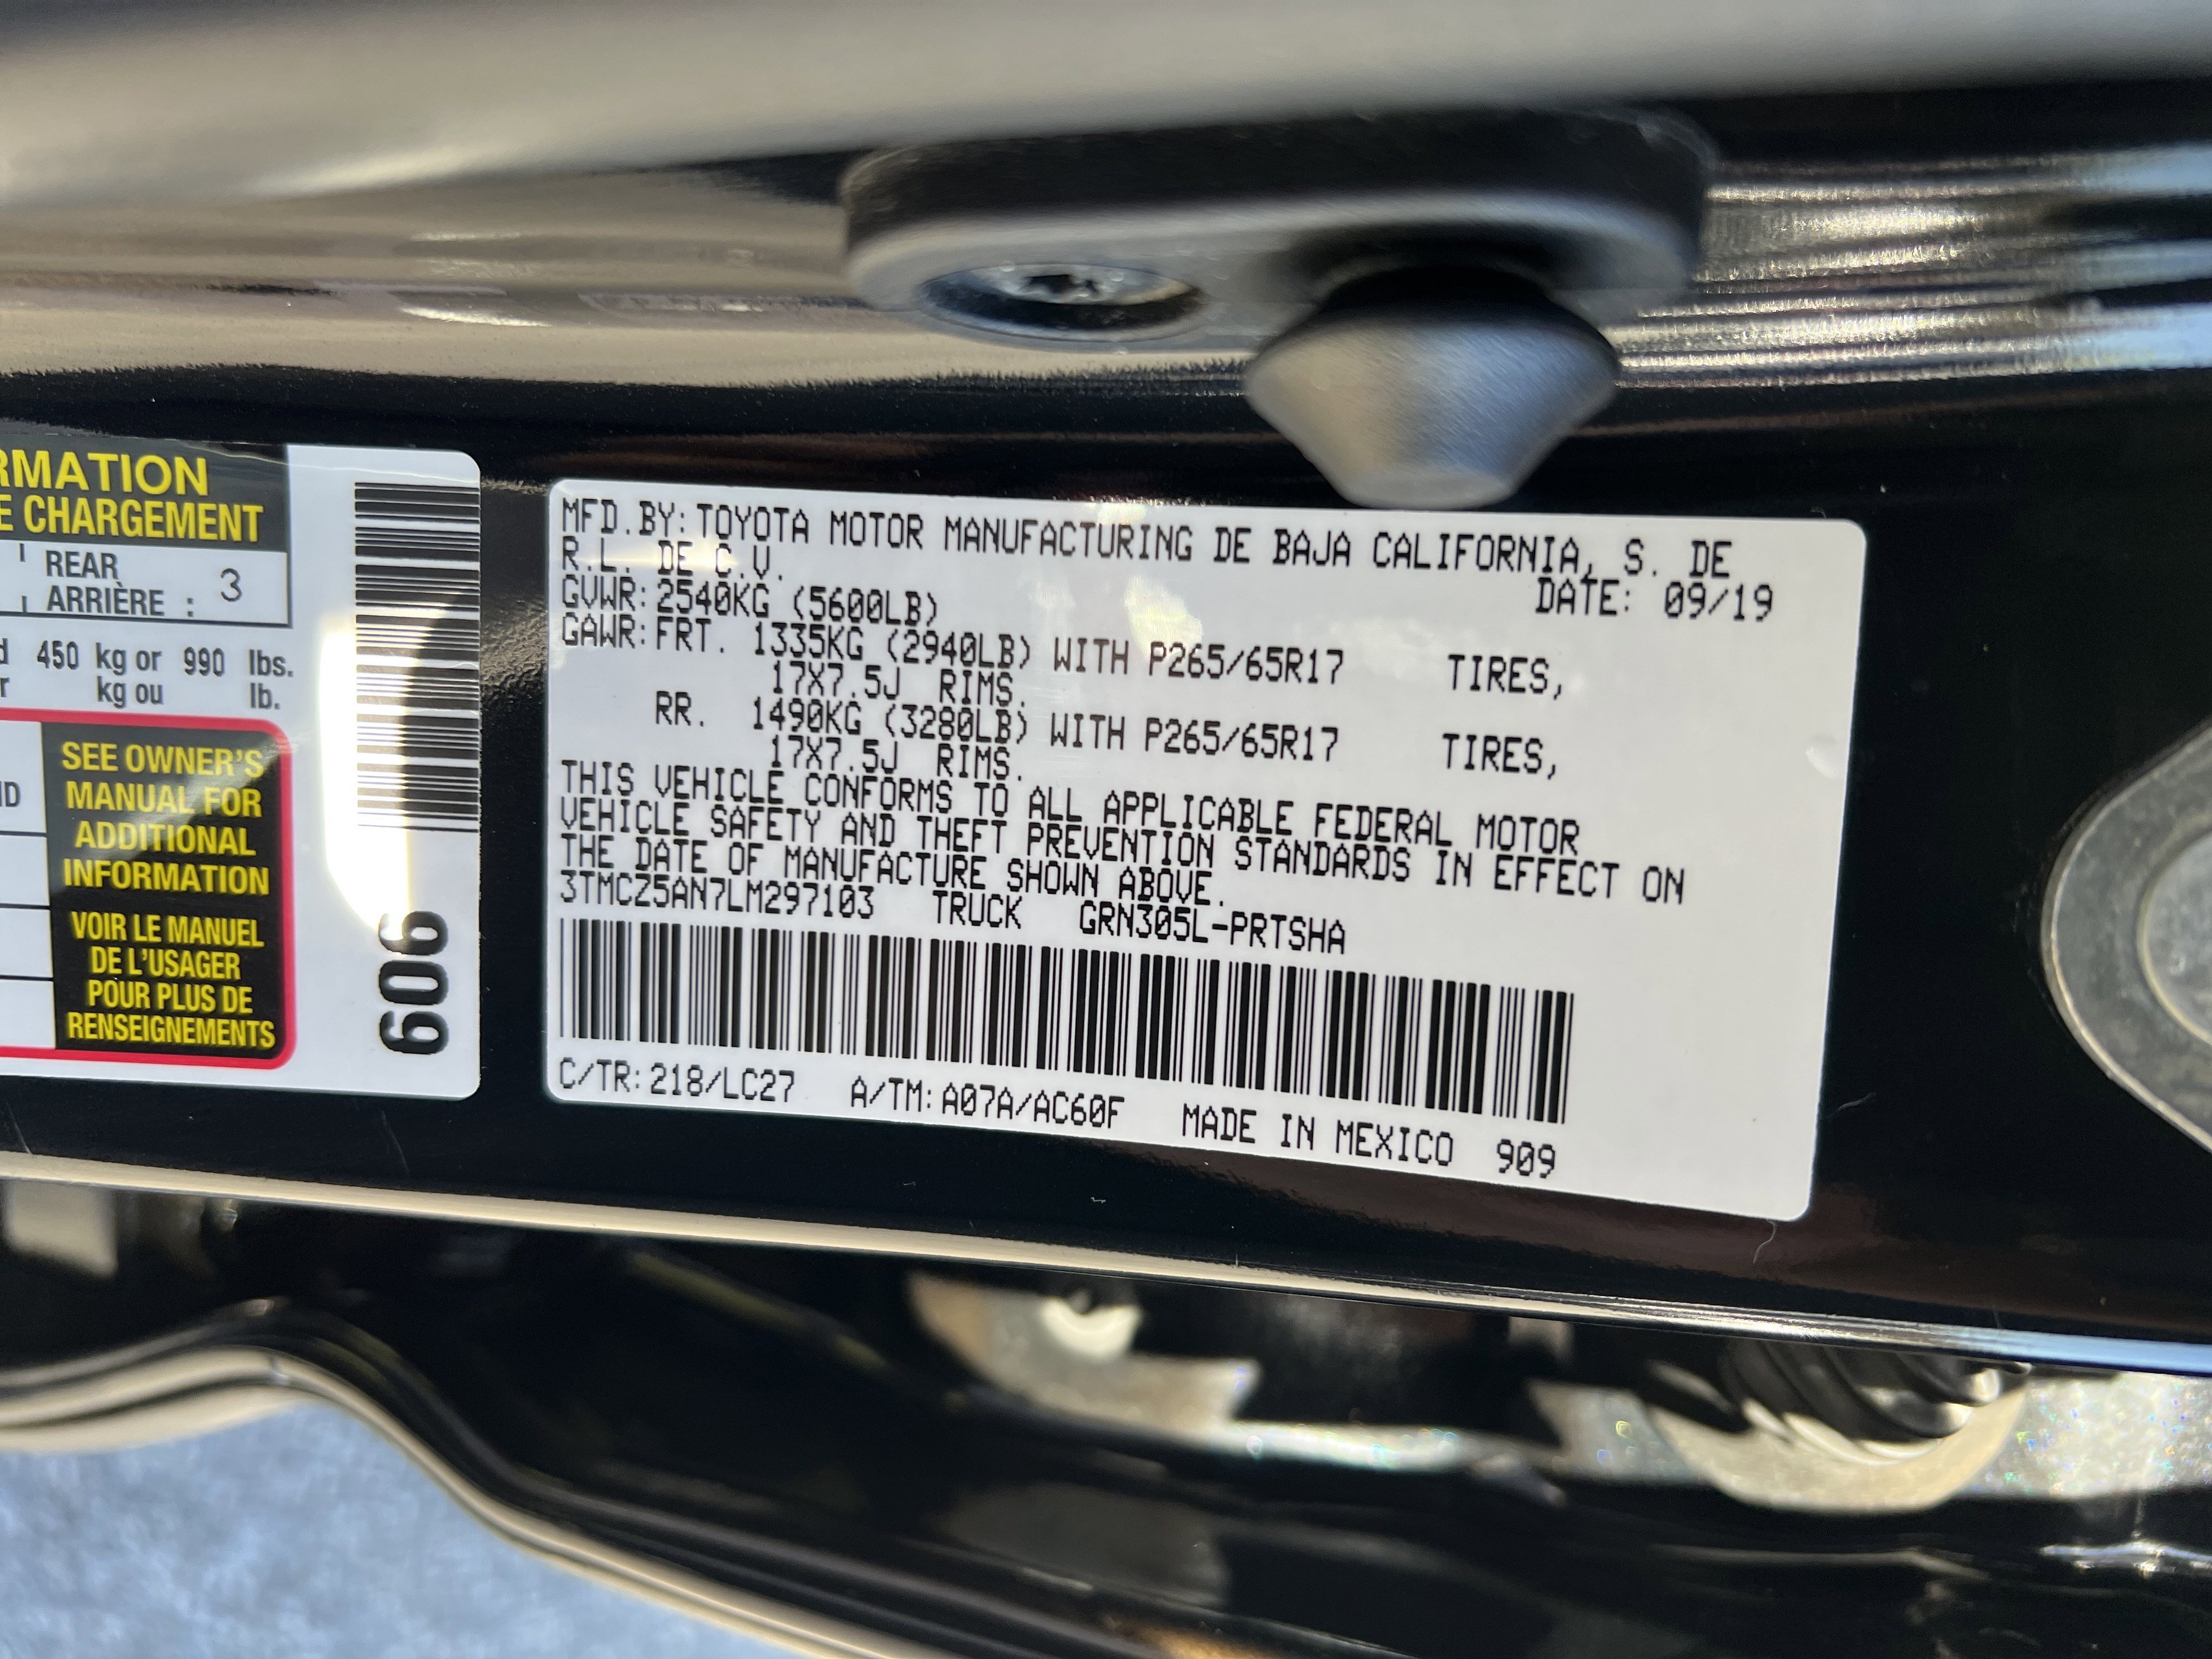 RMATION
E CHARGEMENT
REAR
ARRIÈRE : 3
450 kg or 990 lbs.
kg ou lb.
SEE OWNER'S
MANUAL FOR
ADDITIONAL
INFORMATION
VOIR LE MANUEL
DE L'USAGER
POUR PLUS DE
RENSEIGNEMENTS
609
MFD.BY:TOYOTA MOTOR MANUFACTURING DE BAJA CALIFORNIA, S. DE
R.L. DE C.V. DATE: 09/19
GVWR:2540KG (5600LB)
GAWR:FRT. 1335KG (2940LB) WITH P265/65R17 TIRES,
17X7.5J RIMS.
RR. 1490KG (3280LB) WITH P265/65R17 TIRES,
17X7.5J RIMS.
THIS VEHICLE CONFORMS TO ALL APPLICABLE FEDERAL MOTOR
VEHICLE SAFETY AND THEFT PREVENTION STANDARDS IN EFFECT ON
THE DATE OF MANUFACTURE SHOWN ABOVE.
3TMCZ5AN7LM297103 TRUCK GRN305L-PRTSHA
C/TR:218/LC27 A/TM:A07A/AC60F MADE IN MEXICO 909